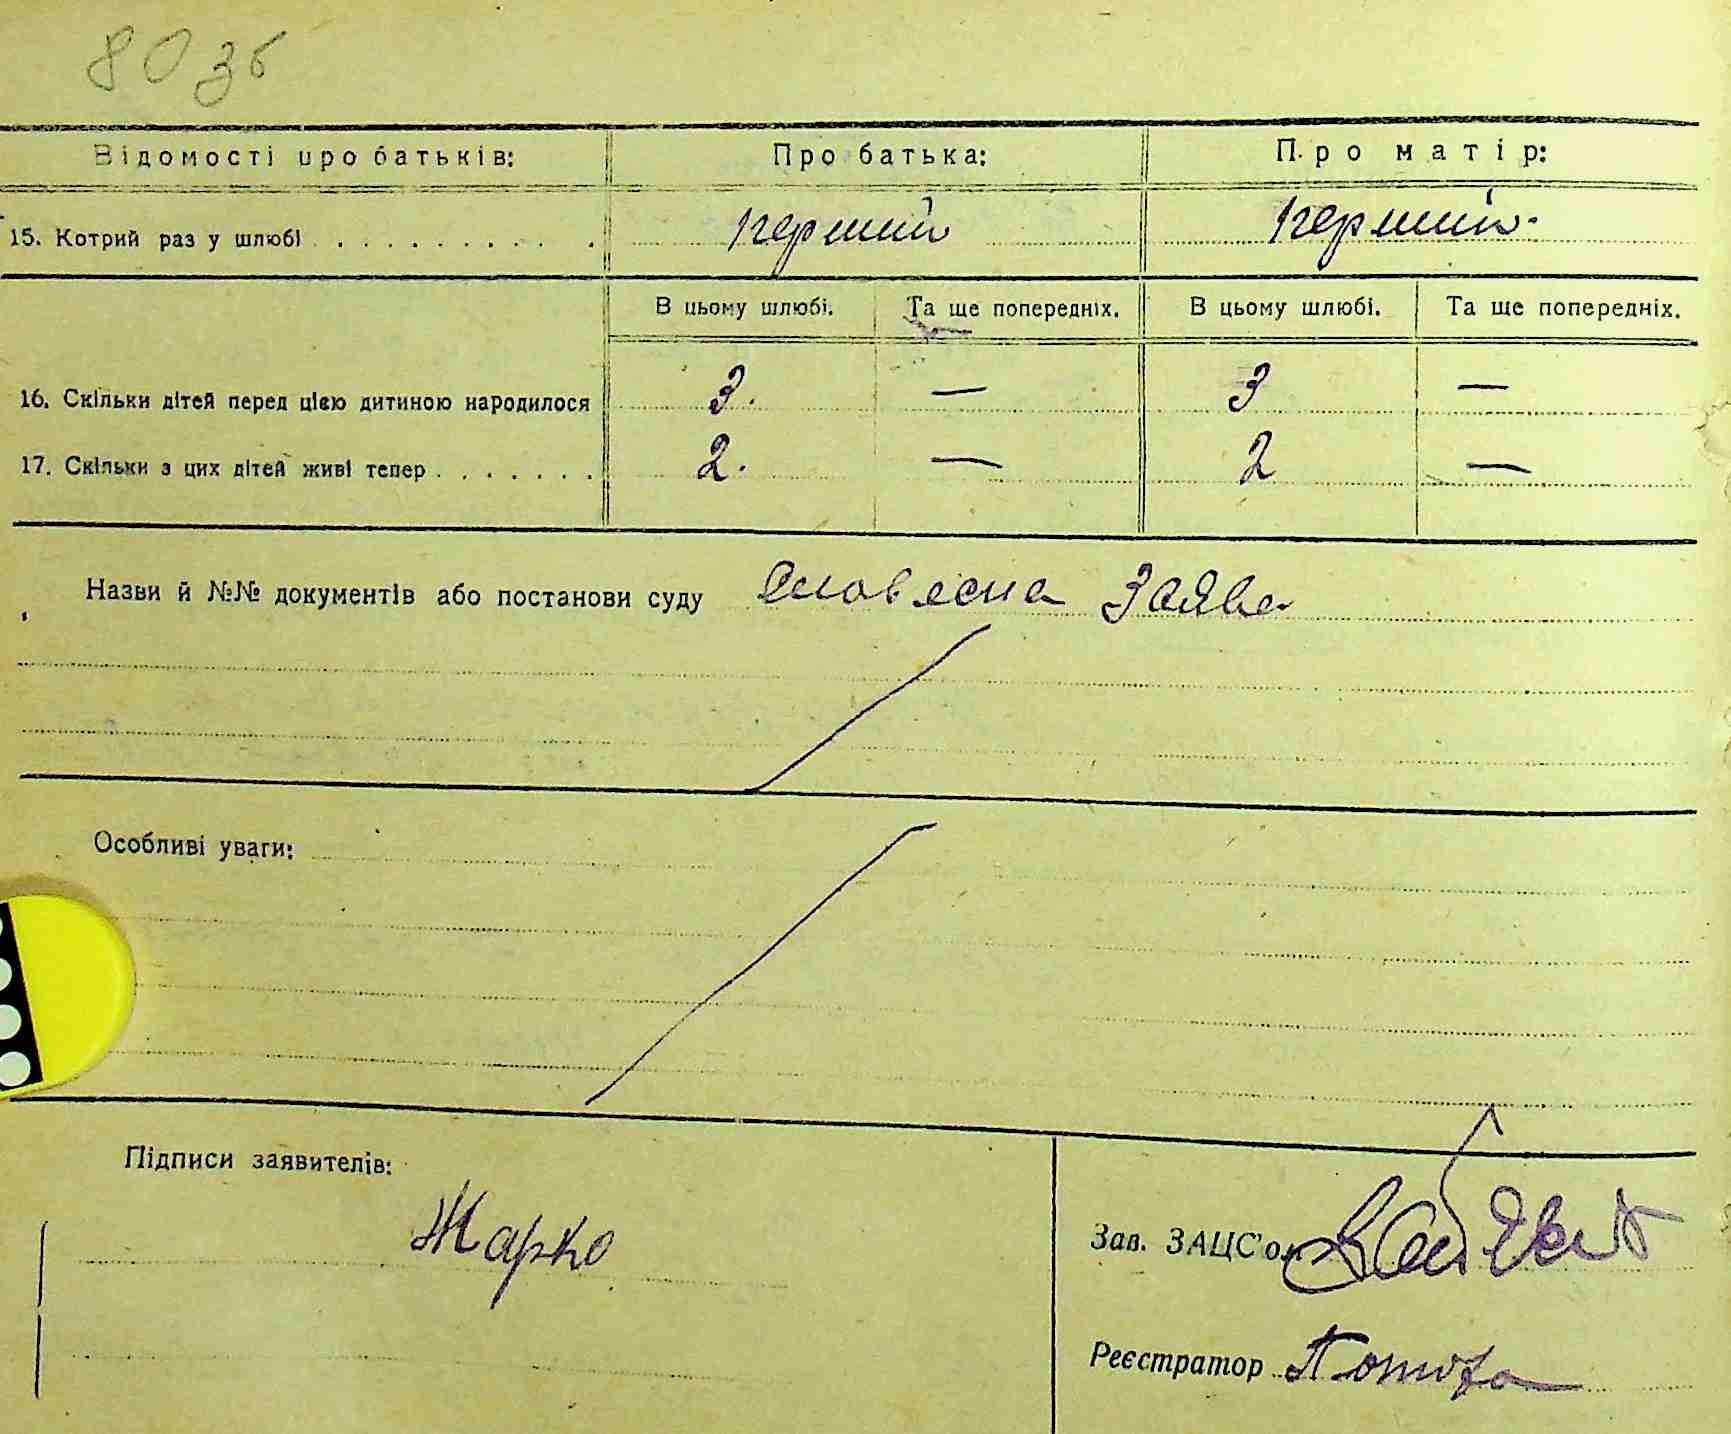 80 зб
Відомості про батьків: Про батька: Про матір:
15. Котрий раз у шлюбі . . . . . . . . . . перший перший
В цьому шлюбі. Та ще попередніх. В цьому шлюбі. Та ще попередніх.
16. Скільки дітей перед цією дитиною народилося 3. — 3 —
17. Скільки з цих дітей живі тепер . . . . . . . 2. — 2 —
Назви й №№ документів або постанови суду Словесна Заява
Особливі уваги:
Підписи заявителів:
Жарко
Зав. ЗАЦС'ом
Реєстратор